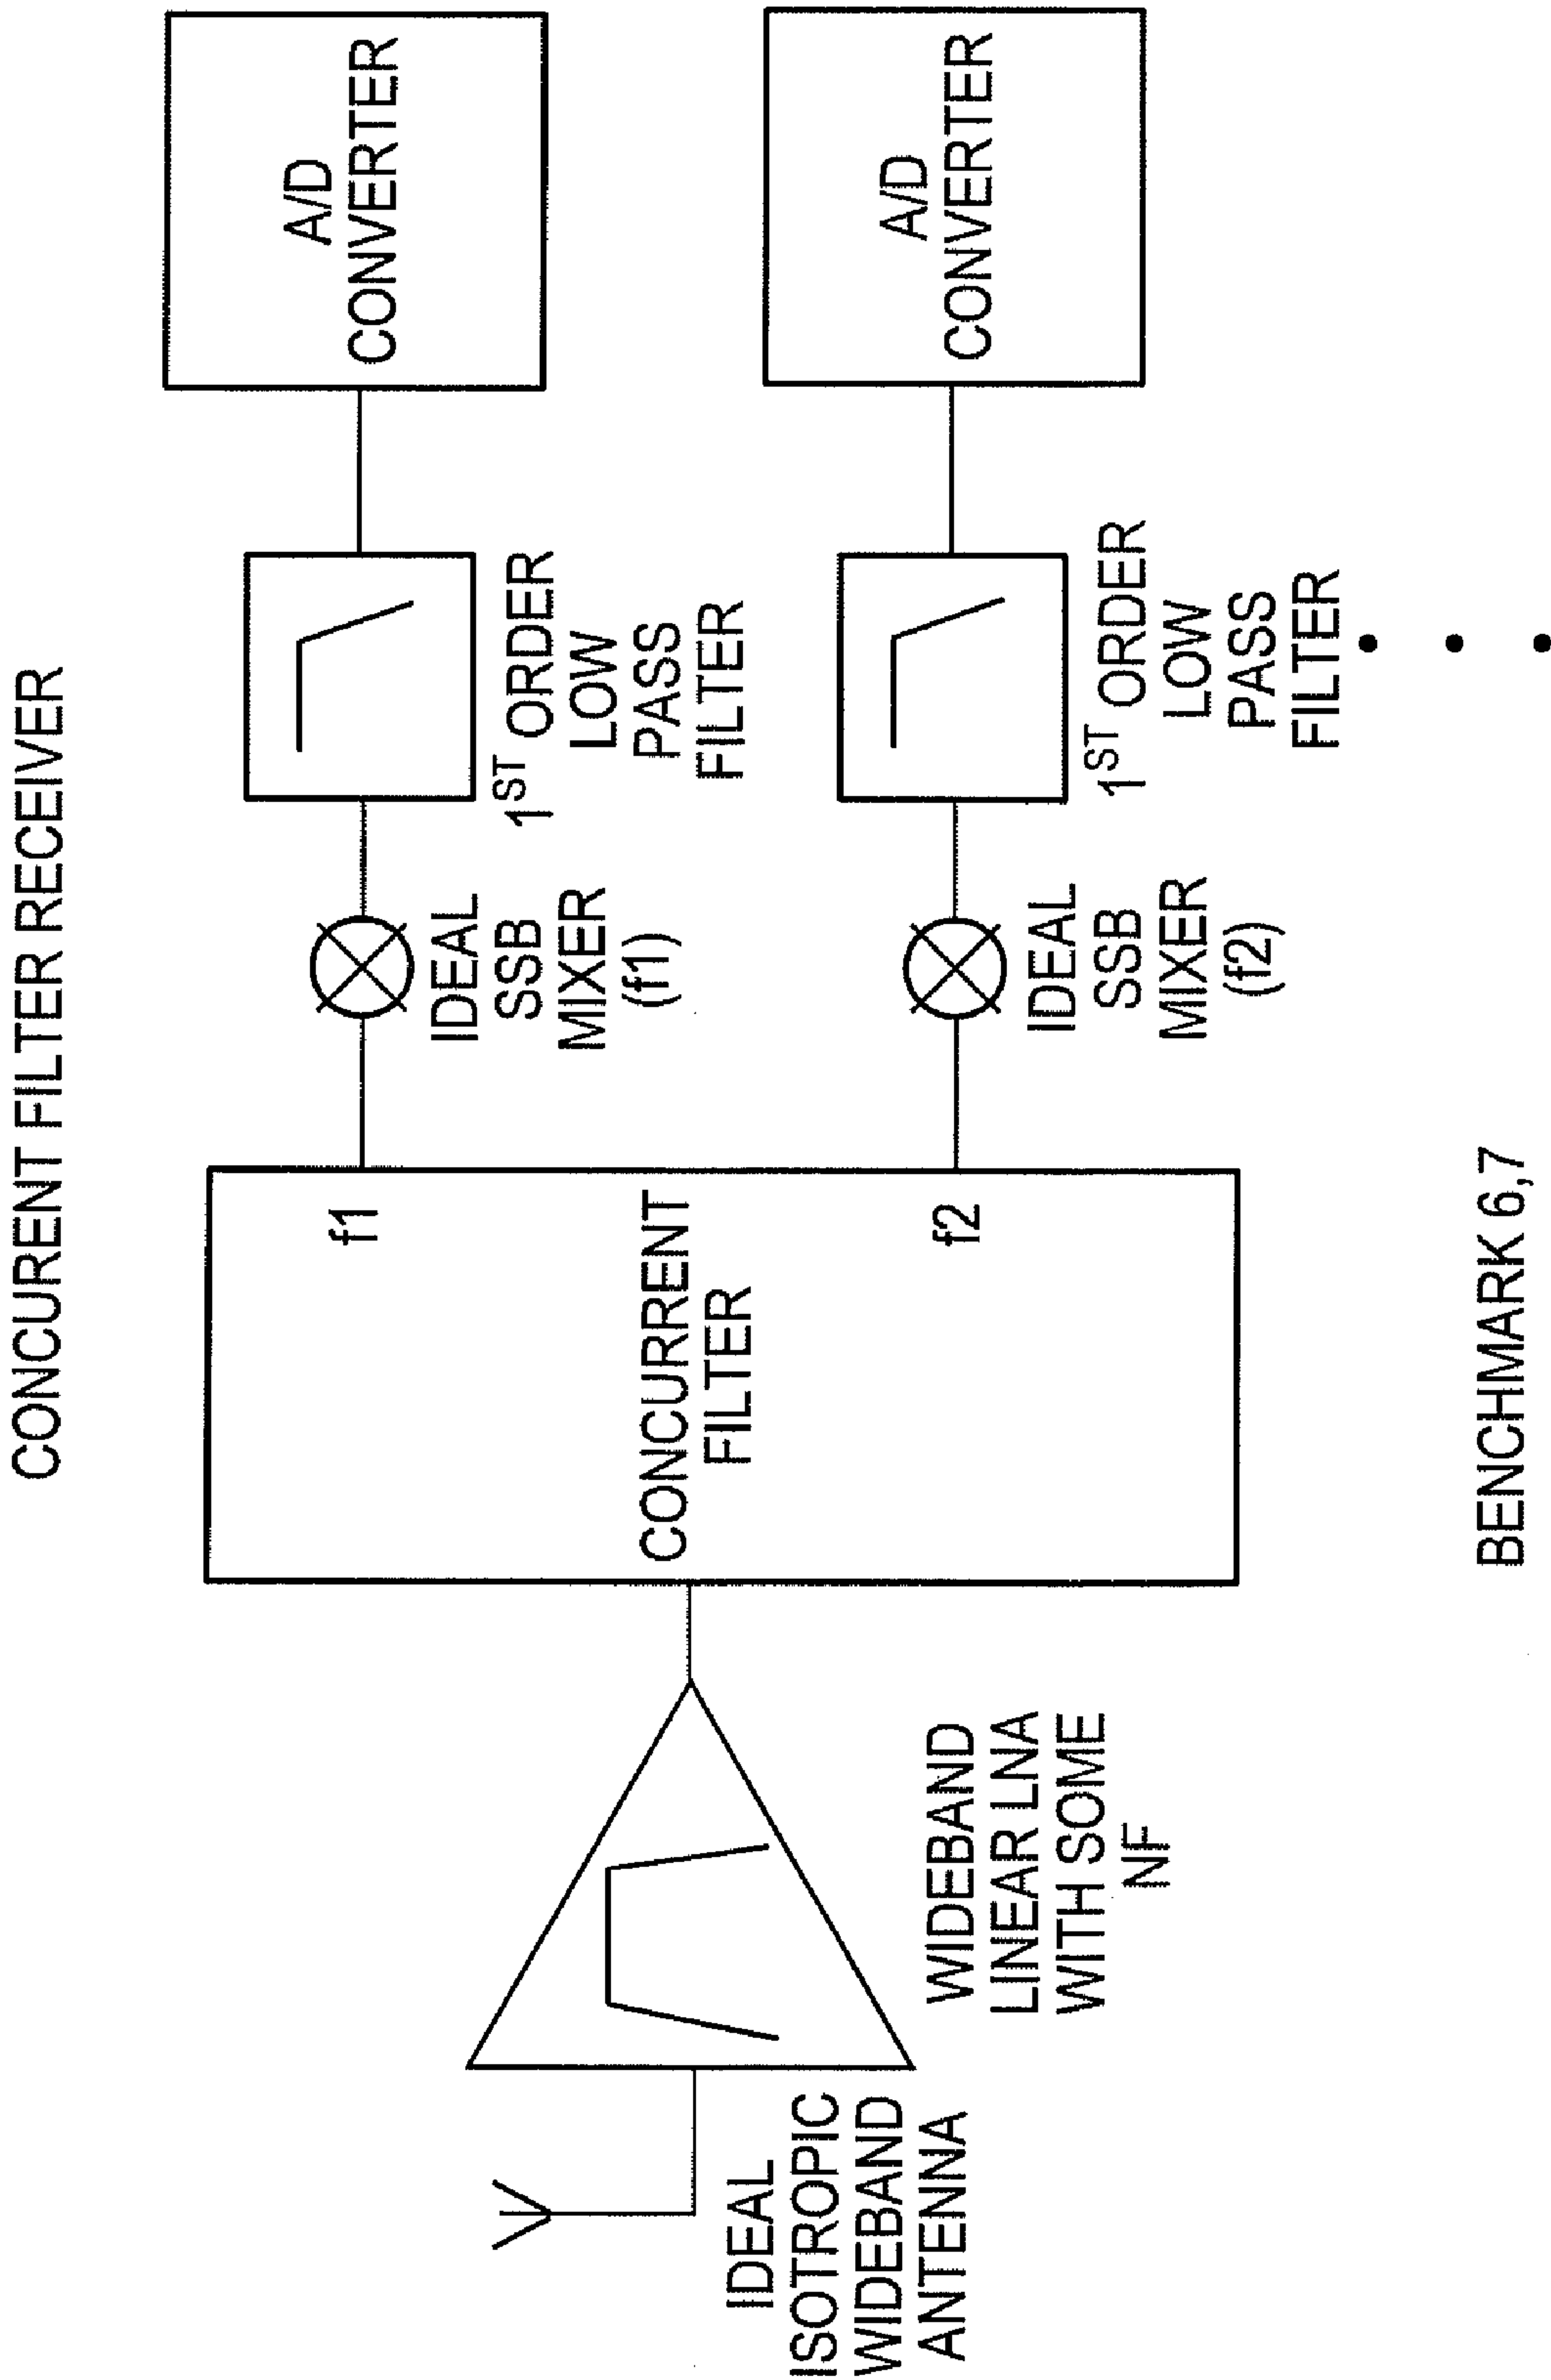 CONCURENT FILTER RECEIVER
IDEAL
ISOTROPIC
WIDEBAND
ANTENNA
WIDEBAND
LINEAR LNA
WITH SOME
NF
CONCURRENT
FILTER
f1
f2
IDEAL
SSB
MIXER
(f1)
1ST ORDER
LOW
PASS
FILTER
A/D
CONVERTER
IDEAL
SSB
MIXER
(f2)
1ST ORDER
LOW
PASS
FILTER
A/D
CONVERTER
BENCHMARK 6,7